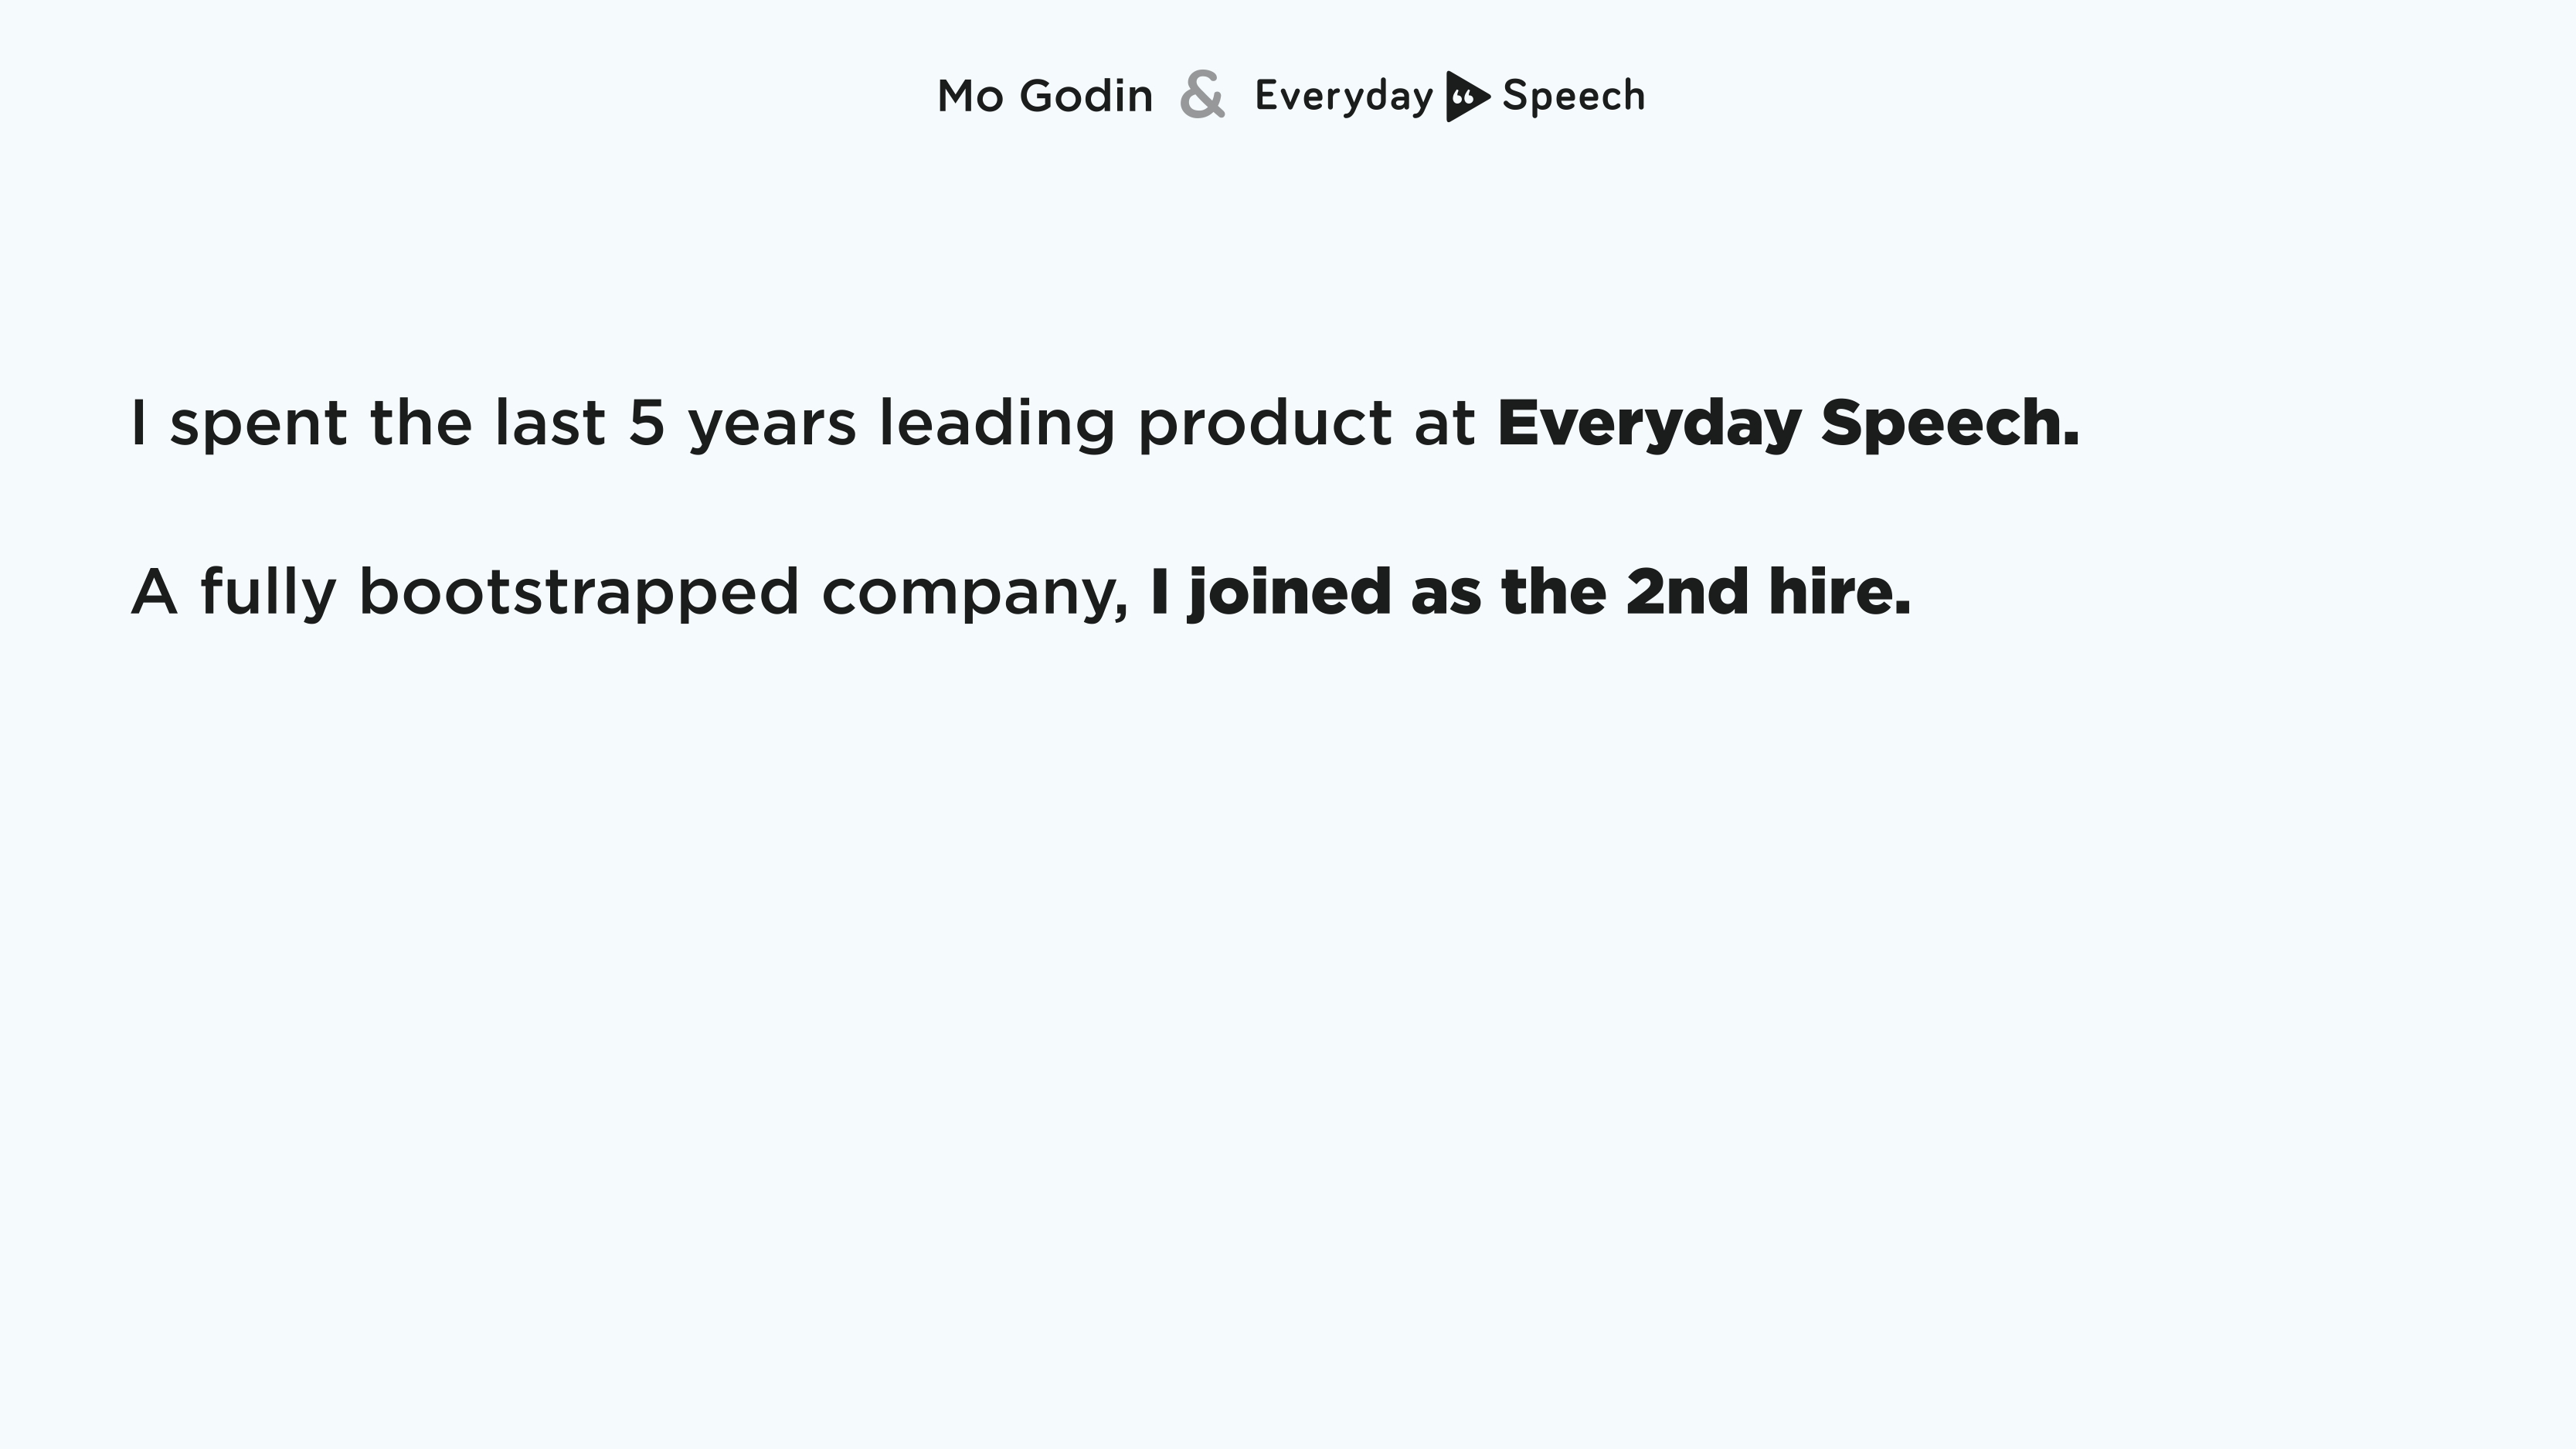 Mo Godin & Everyday Speech
I spent the last 5 years leading product at Everyday Speech.
A fully bootstrapped company, I joined as the 2nd hire.